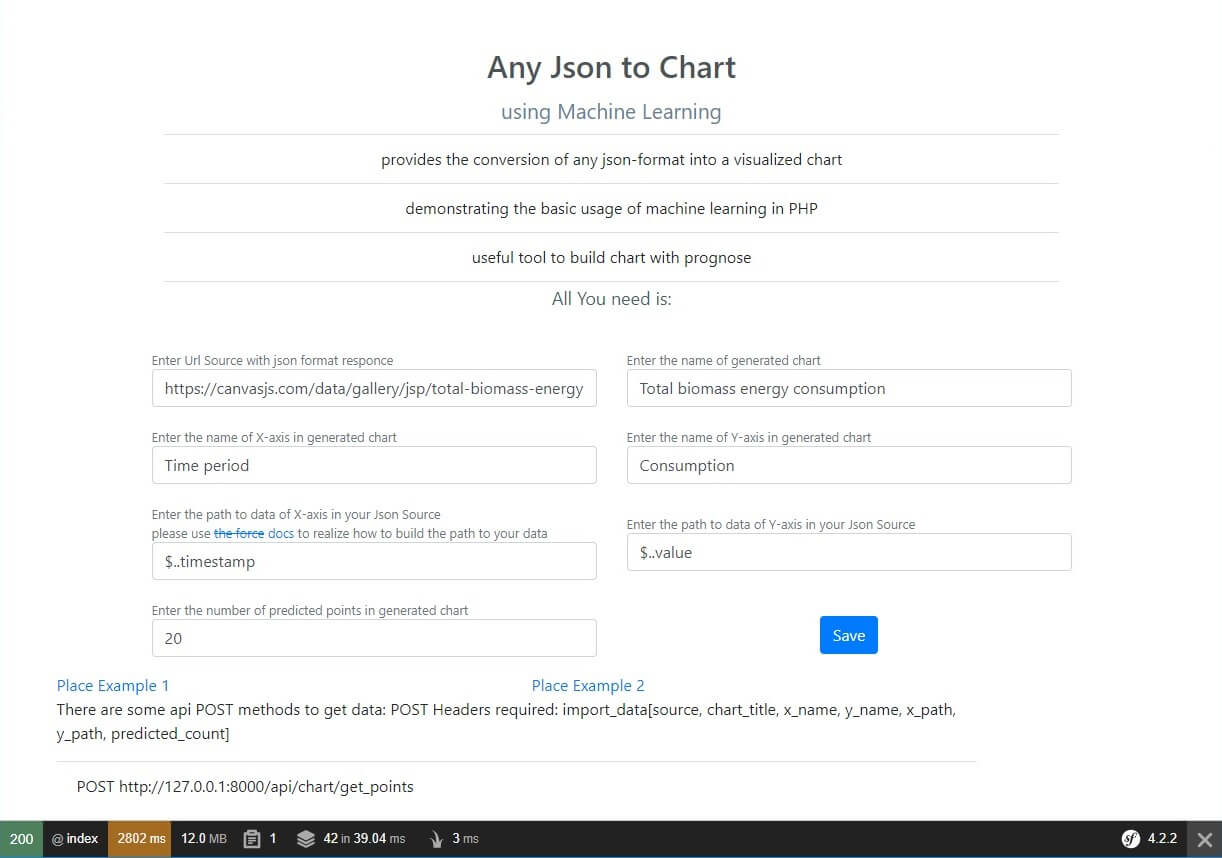 Any Json to Chart
using Machine Learning
provides the conversion of any json-format into a visualized chart
demonstrating the basic usage of machine learning in PHP
useful tool to build chart with prognose
All You need is:
Enter Url Source with json format responce
https://canvasjs.com/data/gallery/jsp/total-biomass-energy
Enter the name of generated chart
Total biomass energy consumption
Enter the name of X-axis in generated chart
Time period
Enter the name of Y-axis in generated chart
Consumption
Enter the path to data of X-axis in your Json Source
please use the force docs to realize how to build the path to your data
$..timestamp
Enter the path to data of Y-axis in your Json Source
$..value
Enter the number of predicted points in generated chart
20
Save
Place Example 1
Place Example 2
There are some api POST methods to get data: POST Headers required: import_data[source, chart_title, x_name, y_name, x_path,
y_path, predicted_count]
POST http://127.0.0.1:8000/api/chart/get_points
200 @ index 2802 ms 12.0 MB 1 42 in 39.04 ms 3 ms sf 4.2.2